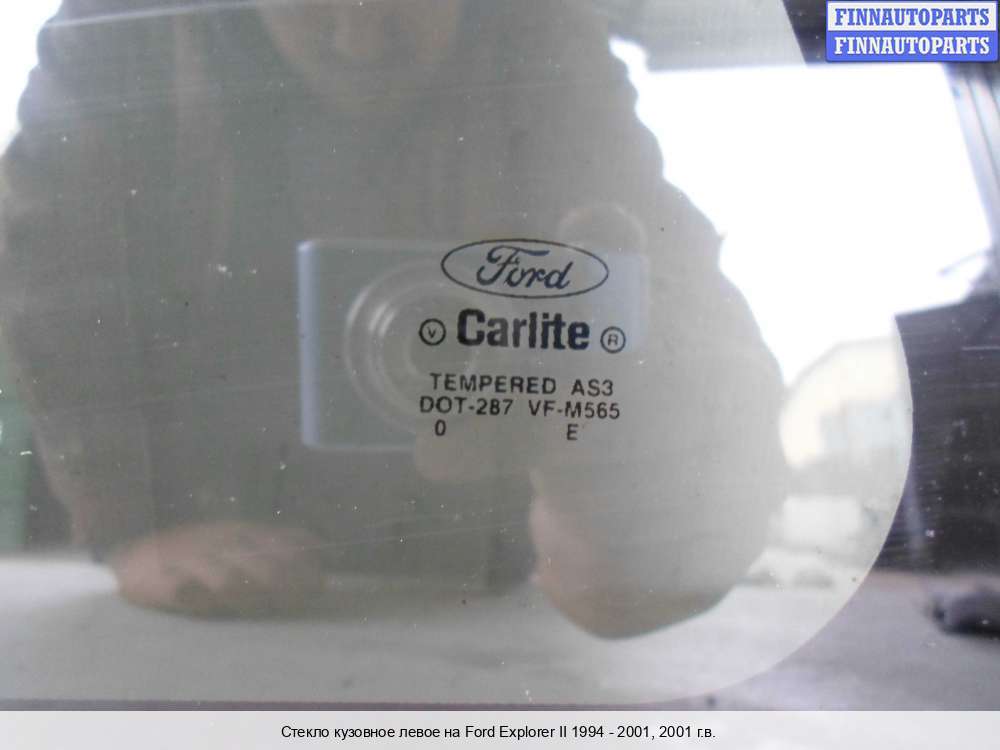 FINNAUTOPARTS
FINNAUTOPARTS
Ford
V Carlite R
TEMPERED AS3
DOT-287 VF-M565
0 E
Стекло кузовное левое на Ford Explorer II 1994 - 2001, 2001 г.в.